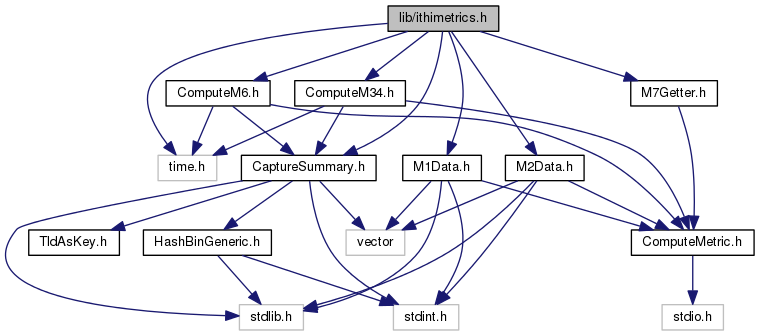 lib/ithimetrics.h
ComputeM6.h
ComputeM34.h
M7Getter.h
time.h
CaptureSummary.h
M1Data.h
M2Data.h
TldAsKey.h
HashBinGeneric.h
vector
ComputeMetric.h
stdlib.h
stdint.h
stdio.h